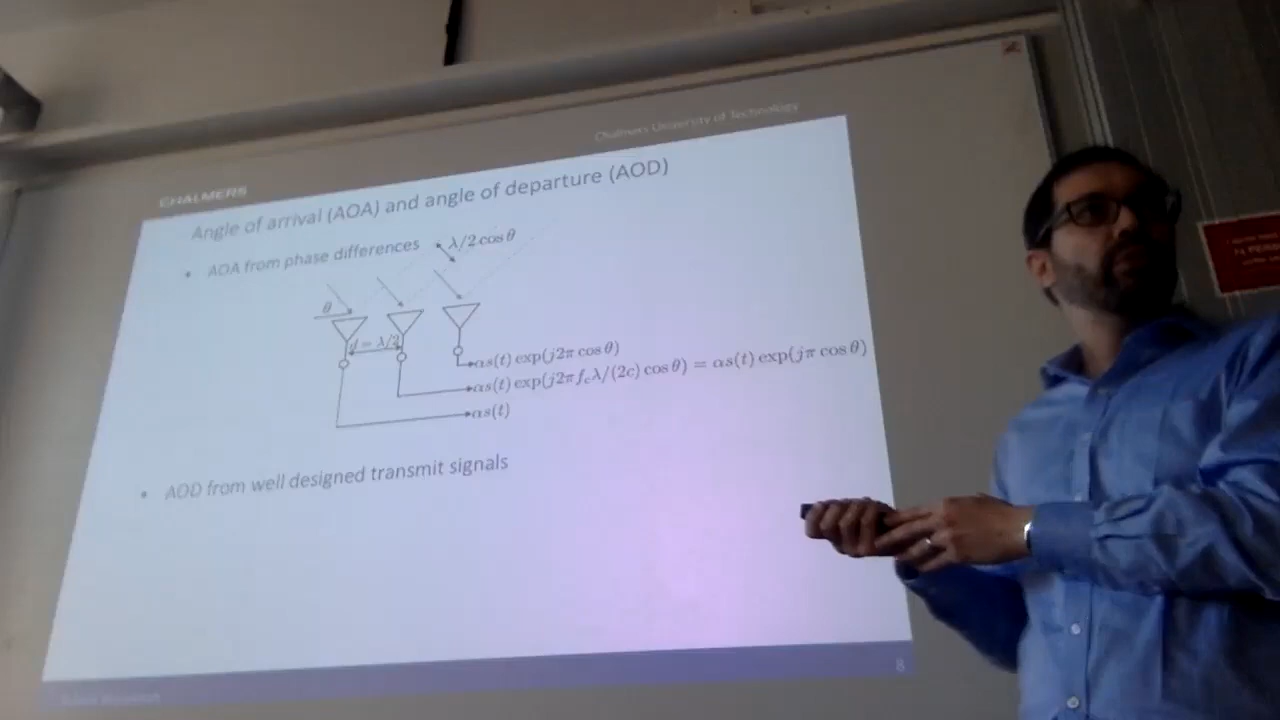 CHALMERS
Chalmers University of Technology
Angle of arrival (AOA) and angle of departure (AOD)
• AOA from phase differences
λ/2 cos θ
θ
d = λ/2
αs(t) exp(j2π cos θ)
αs(t) exp(j2πf_cλ/(2c) cos θ) = αs(t) exp(jπ cos θ)
αs(t)
• AOD from well designed transmit signals
8